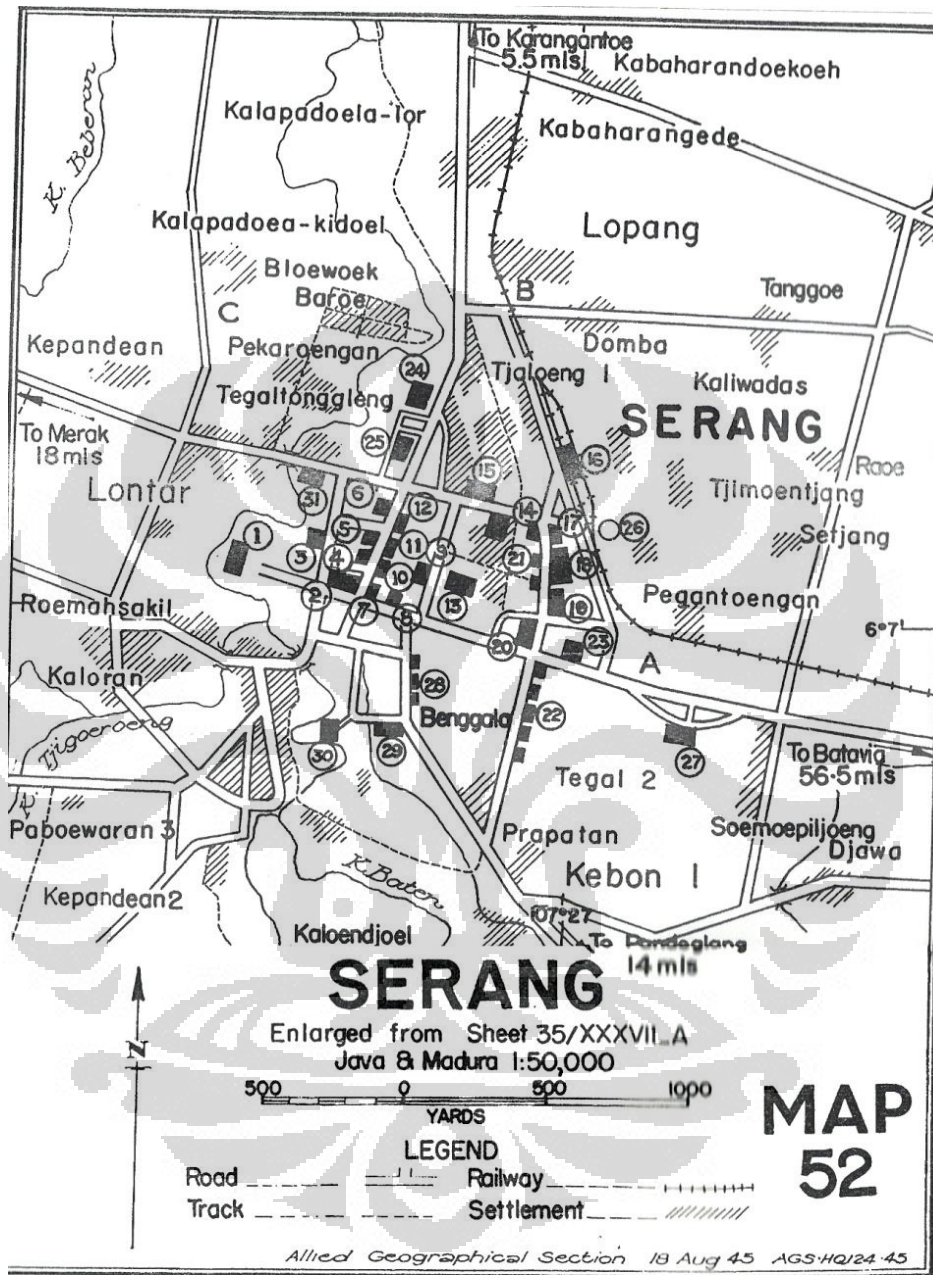 To Karangantoe
5.5 mls
Kabaharandoekoeh
Kalapadoela-lor
Kabaharangede
K. Beberan
Kalapadoea-kidoel
Lopang
Bloewoek
Baroe
B
Tanggoe
C
Kepandean
Pekaroengan
Domba
24
Tjaloeng 1
Kaliwadas
Tegaltonggleng
SERANG
To Merak
18 mls
25
15
16
Raoe
Lontar
31
6
12
Tjimoentjang
14
17
26
1
5
11
9
Setjang
3
4
21
18
10
2
7
8
13
19
Pegantoengan
Roemahsakil
6°7'
20
23
A
Kaloran
28
Benggala
22
Tjigoeroeng
30
29
27
To Batavia
56.5 mls
Tegal 2
Paboewaran 3
Prapatan
Soemoepiljoeng
Djawa
Kebon 1
K. Baten
Kepandean 2
107°27
Kaloendjoel
To Pandeglang
14 mls
SERANG
Enlarged from Sheet 35/XXXVII_A
Java & Madura 1:50,000
N
500 0 500 1000
YARDS
MAP
52
LEGEND
Road
Railway
Track
Settlement
Allied Geographical Section 18 Aug 45 AGS·HQ/24·45